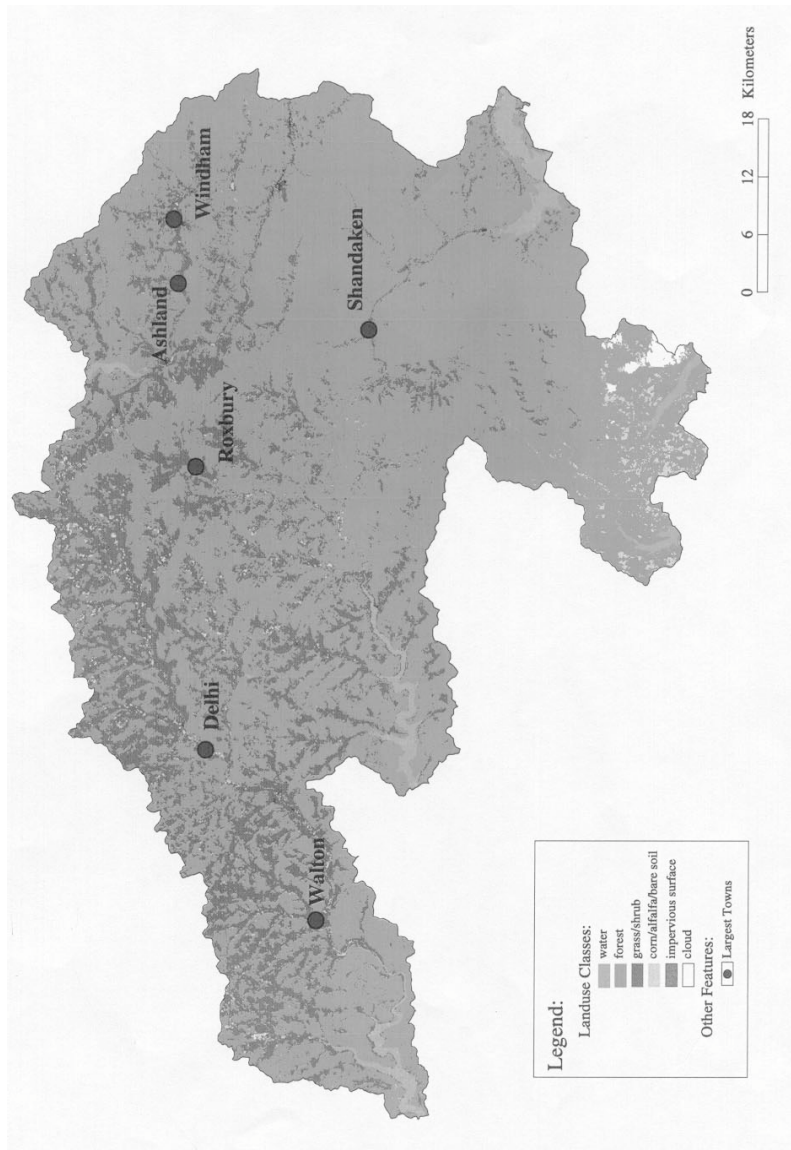 Windham
Ashland
Shandaken
Roxbury
Delhi
Walton
0 6 12 18 Kilometers
Legend:
Landuse Classes:
water
forest
grass/shrub
corn/alfalfa/bare soil
impervious surface
cloud
Other Features:
Largest Towns